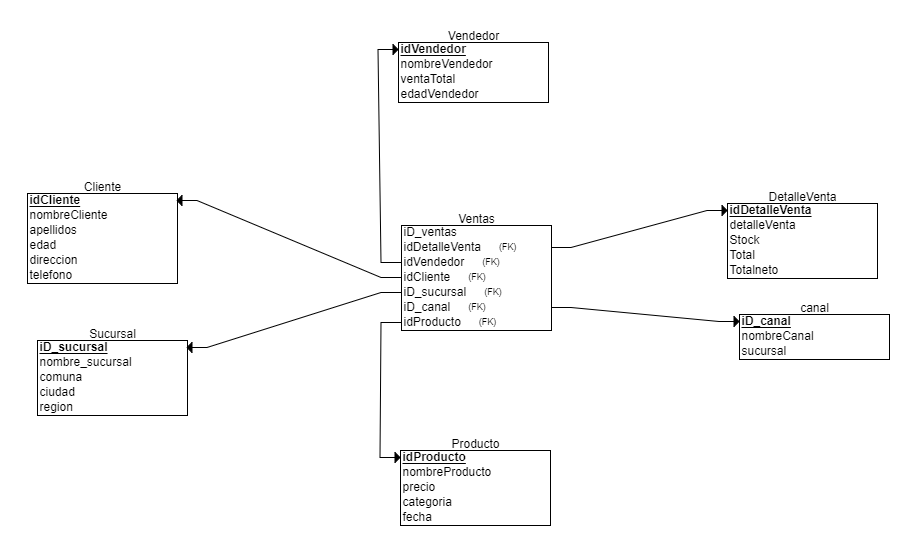 Vendedor
idVendedor
nombreVendedor
ventaTotal
edadVendedor
Cliente
idCliente
nombreCliente
apellidos
edad
direccion
telefono
Ventas
iD_ventas
idDetalleVenta (FK)
idVendedor (FK)
idCliente (FK)
iD_sucursal (FK)
iD_canal (FK)
idProducto (FK)
DetalleVenta
idDetalleVenta
detalleVenta
Stock
Total
Totalneto
canal
iD_canal
nombreCanal
sucursal
Sucursal
iD_sucursal
nombre_sucursal
comuna
ciudad
region
Producto
idProducto
nombreProducto
precio
categoria
fecha